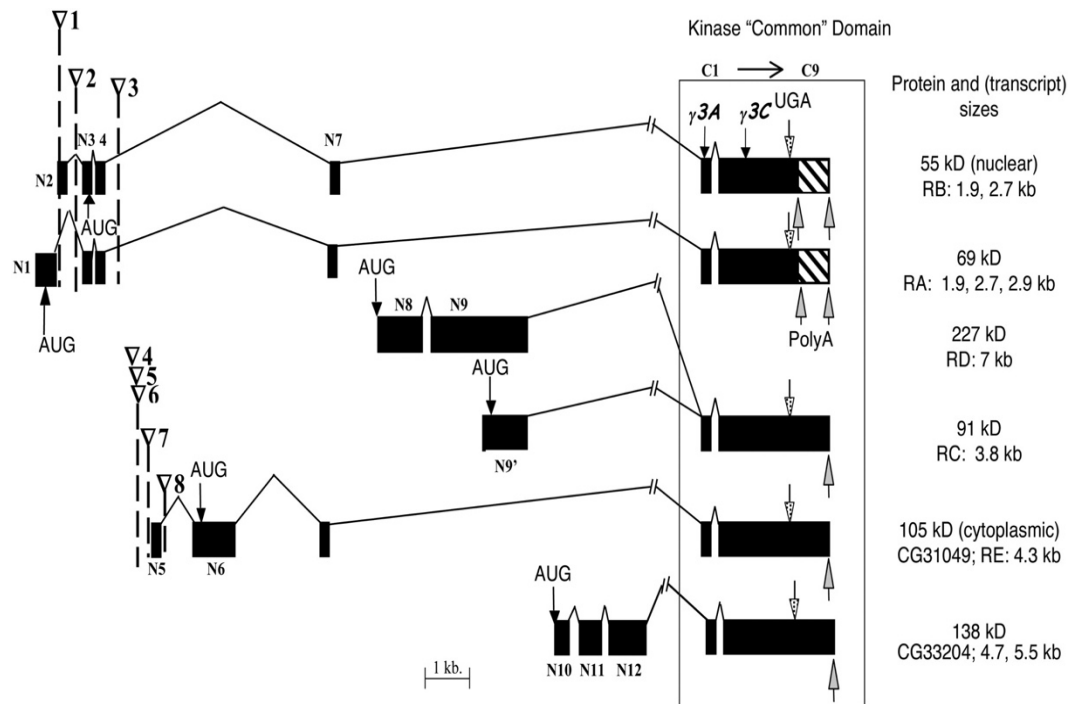 1
Kinase "Common" Domain
2
3
C1 C9
Protein and (transcript)
sizes
γ3A γ3C UGA
N3 4 N7
N2
55 kD (nuclear)
RB: 1.9, 2.7 kb
AUG
N1
AUG
69 kD
RA: 1.9, 2.7, 2.9 kb
N8 N9
AUG
PolyA
227 kD
RD: 7 kb
4
5
6
AUG
7
91 kD
RC: 3.8 kb
N9'
AUG
8
105 kD (cytoplasmic)
CG31049; RE: 4.3 kb
N5 N6
AUG
138 kD
CG33204; 4.7, 5.5 kb
N10 N11 N12
1 kb.